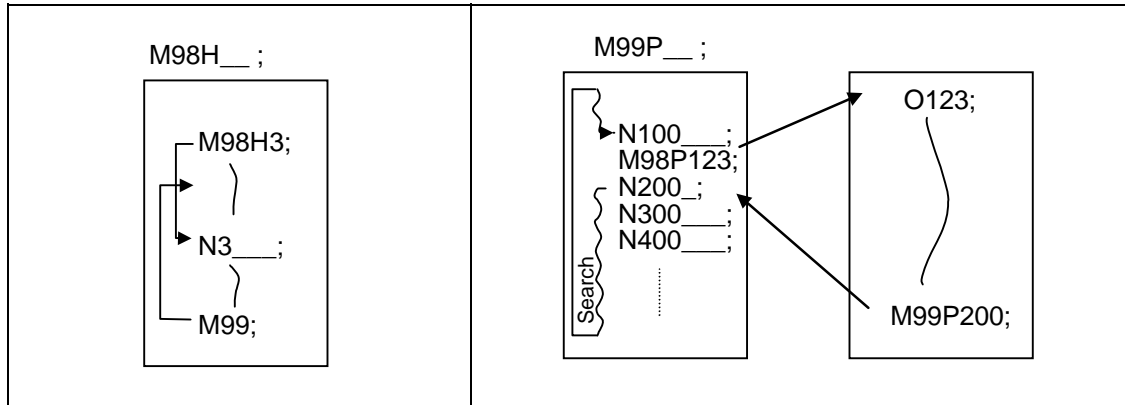 M98H__ ;
M98H3;
N3___;
M99;
M99P__ ;
N100___;
M98P123;
N200_;
N300___;
N400___;
Search
O123;
M99P200;